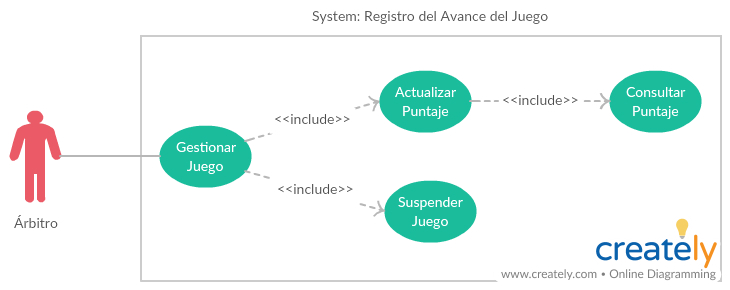 System: Registro del Avance del Juego
Actualizar
Puntaje
<<include>>
Consultar
Puntaje
<<include>>
Gestionar
Juego
<<include>>
Suspender
Juego
Árbitro
creately
www.creately.com • Online Diagramming